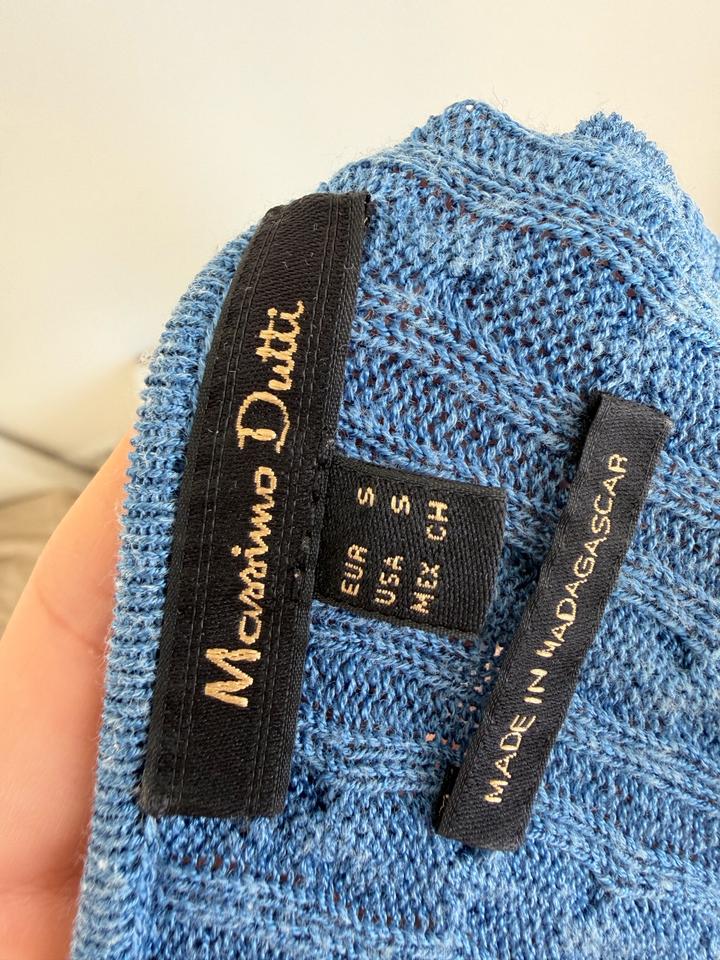 Massimo Dutti
EUR S
USA S
MEX CH
MADE IN MADAGASCAR